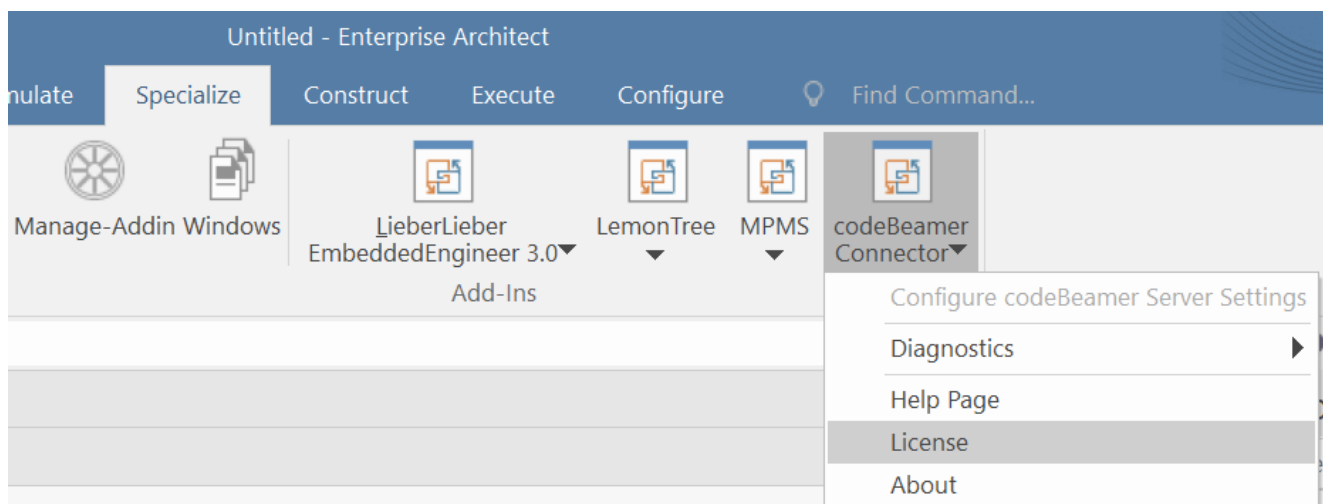 Untitled - Enterprise Architect
Specialize Construct Execute Configure Find Command...
Manage-Addin Windows LieberLieber LemonTree MPMS codeBeamer
EmbeddedEngineer 3.0 Connector
Add-Ins
Configure codeBeamer Server Settings
Diagnostics
Help Page
License
About